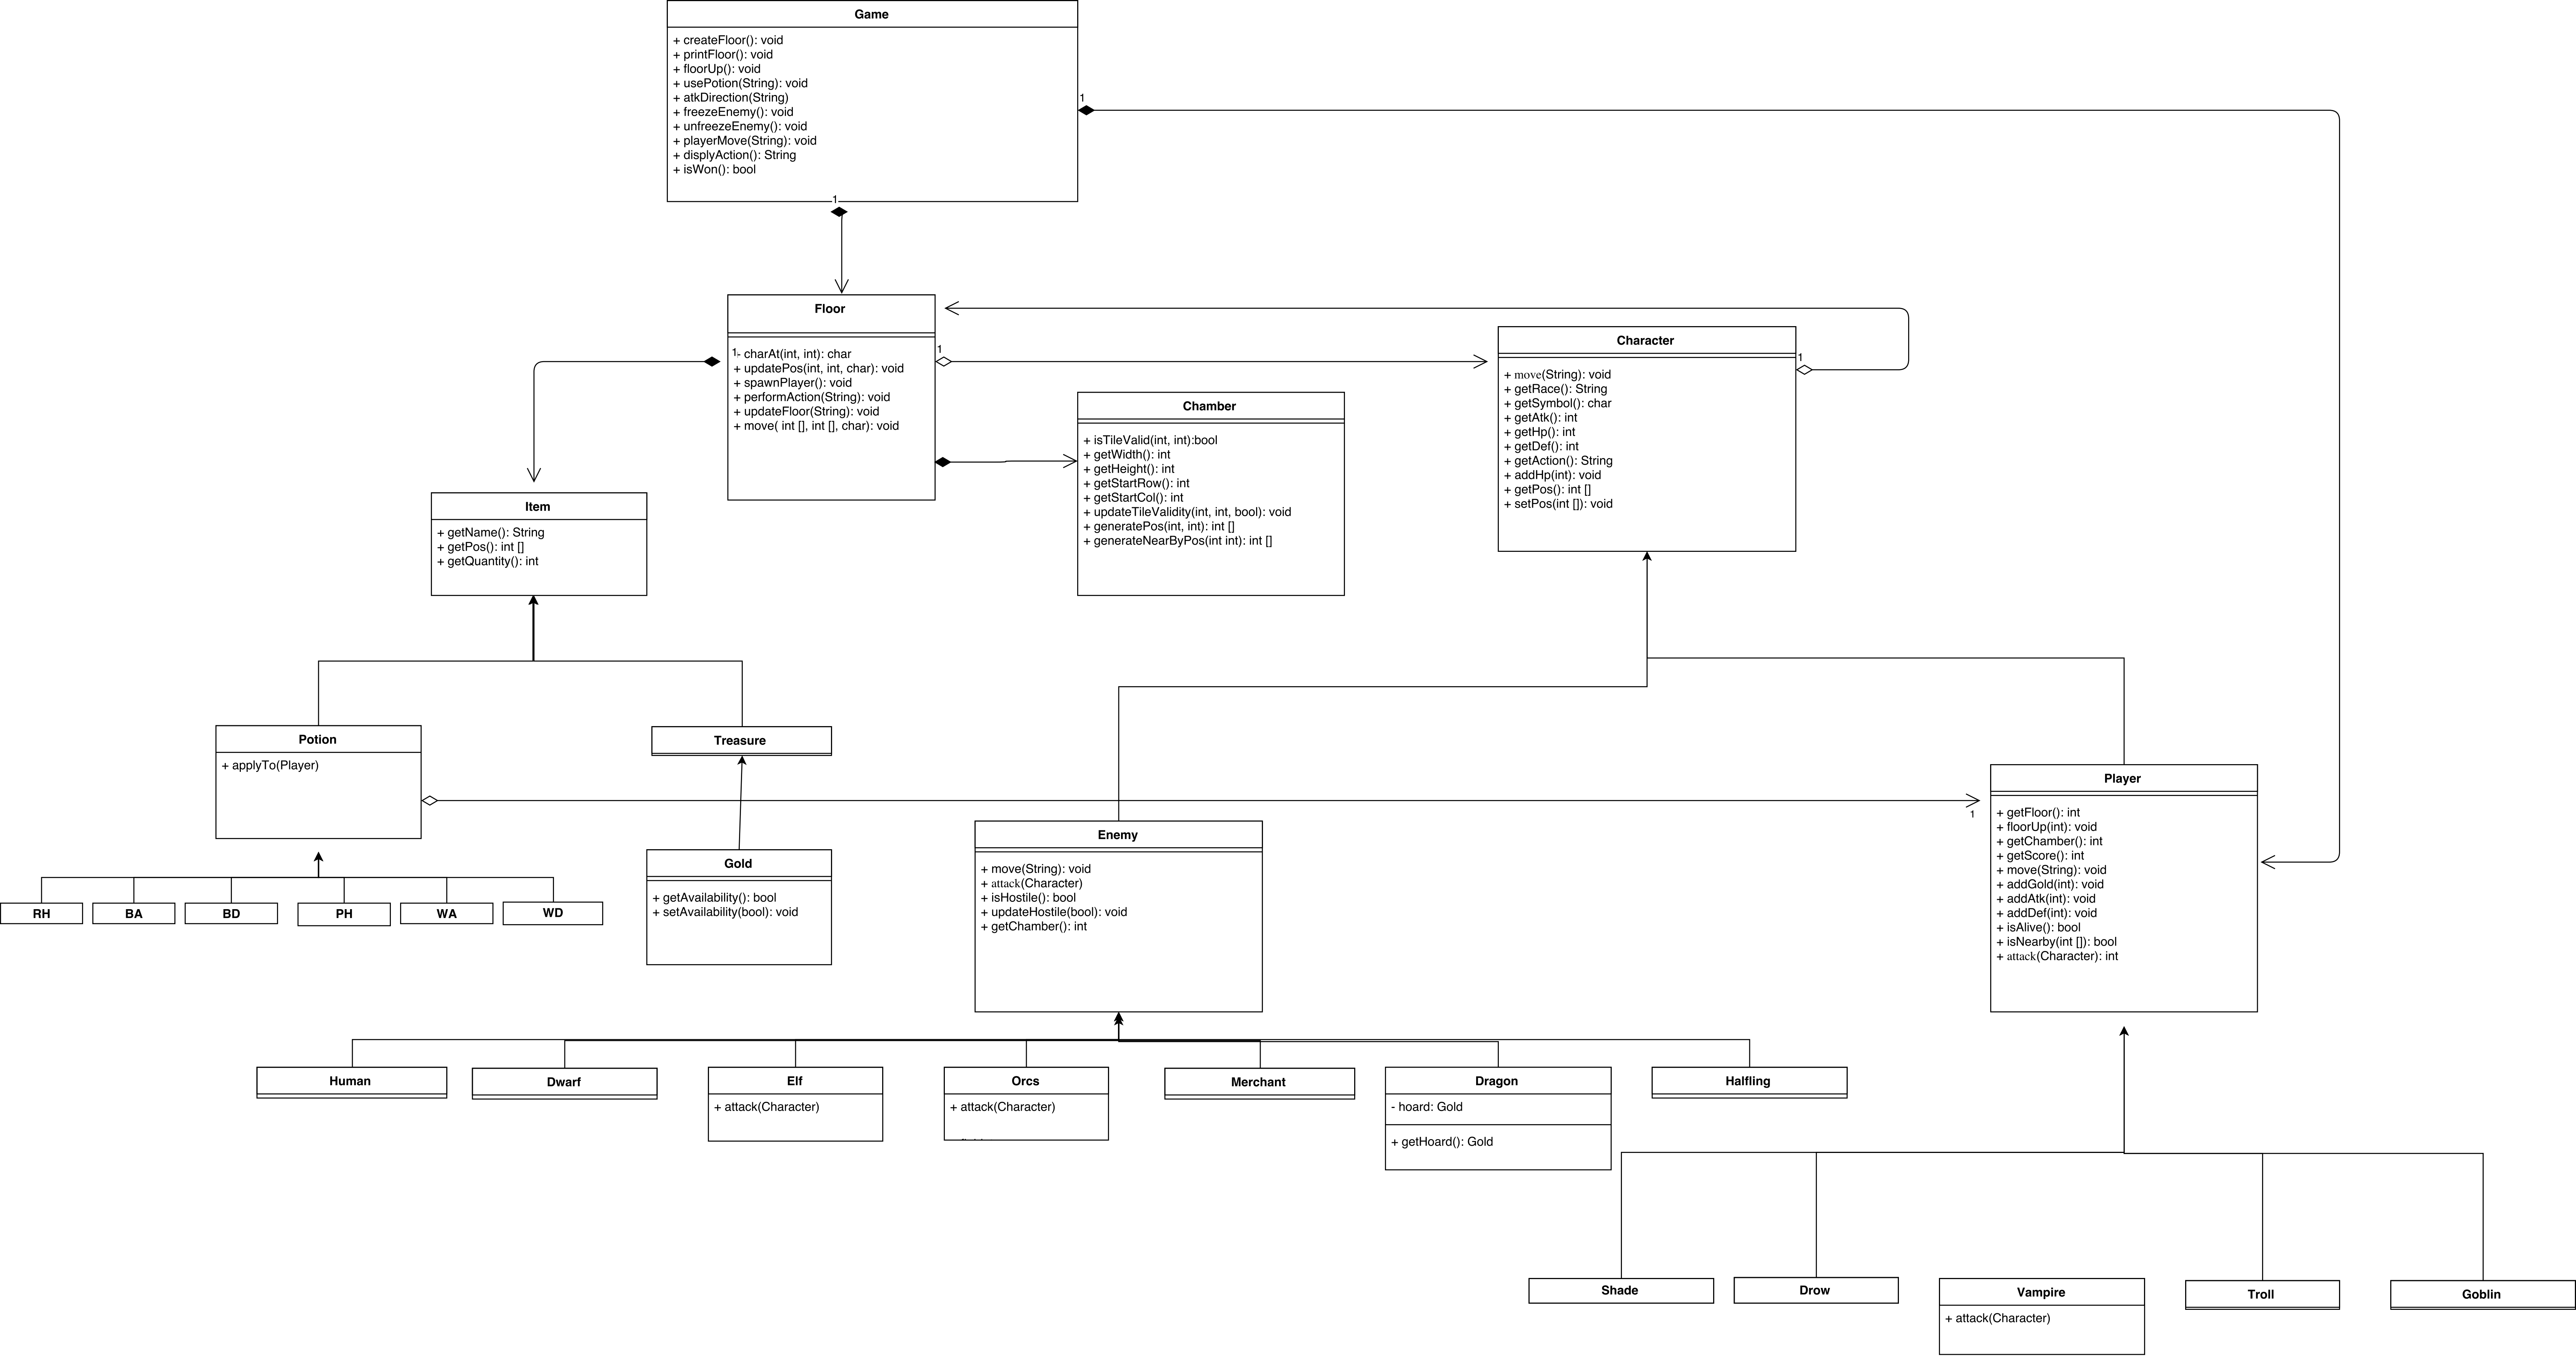 Game
+ createFloor(): void
+ printFloor(): void
+ floorUp(): void
+ usePotion(String): void
+ atkDirection(String)
+ freezeEnemy(): void
+ unfreezeEnemy(): void
+ playerMove(String): void
+ displyAction(): String
+ isWon(): bool
1
1
Floor
1
- charAt(int, int): char
+ updatePos(int, int, char): void
+ spawnPlayer(): void
+ performAction(String): void
+ updateFloor(String): void
+ move( int [], int [], char): void
1
Character
+ move(String): void
+ getRace(): String
+ getSymbol(): char
+ getAtk(): int
+ getHp(): int
+ getDef(): int
+ getAction(): String
+ addHp(int): void
+ getPos(): int []
+ setPos(int []): void
1
Chamber
+ isTileValid(int, int):bool
+ getWidth(): int
+ getHeight(): int
+ getStartRow(): int
+ getStartCol(): int
+ updateTileValidity(int, int, bool): void
+ generatePos(int, int): int []
+ generateNearByPos(int int): int []
Item
+ getName(): String
+ getPos(): int []
+ getQuantity(): int
Potion
+ applyTo(Player)
Treasure
Player
+ getFloor(): int
+ floorUp(int): void
+ getChamber(): int
+ getScore(): int
+ move(String): void
+ addGold(int): void
+ addAtk(int): void
+ addDef(int): void
+ isAlive(): bool
+ isNearby(int []): bool
+ attack(Character): int
1
Enemy
+ move(String): void
+ attack(Character)
+ isHostile(): bool
+ updateHostile(bool): void
+ getChamber(): int
Gold
+ getAvailability(): bool
+ setAvailability(bool): void
RH
BA
BD
PH
WA
WD
Human
Dwarf
Elf
+ attack(Character)
Orcs
+ attack(Character)
Merchant
Dragon
- hoard: Gold
+ getHoard(): Gold
Halfling
Shade
Drow
Vampire
+ attack(Character)
Troll
Goblin